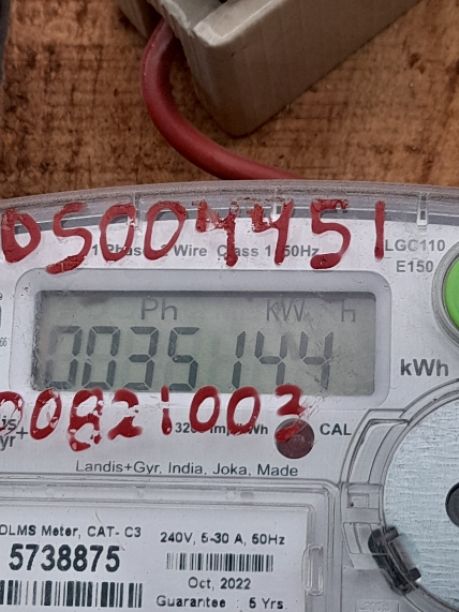 DS004451
1 Phase 2 Wire Class 1 50Hz
LGC110
E150
Ph kW h
0035144
kWh
00821003
CAL
Landis+Gyr, India, Joka, Made
DLMS Meter, CAT- C3
5738875
240V, 5-30 A, 50Hz
Oct, 2022
Guarantee : 5 Yrs